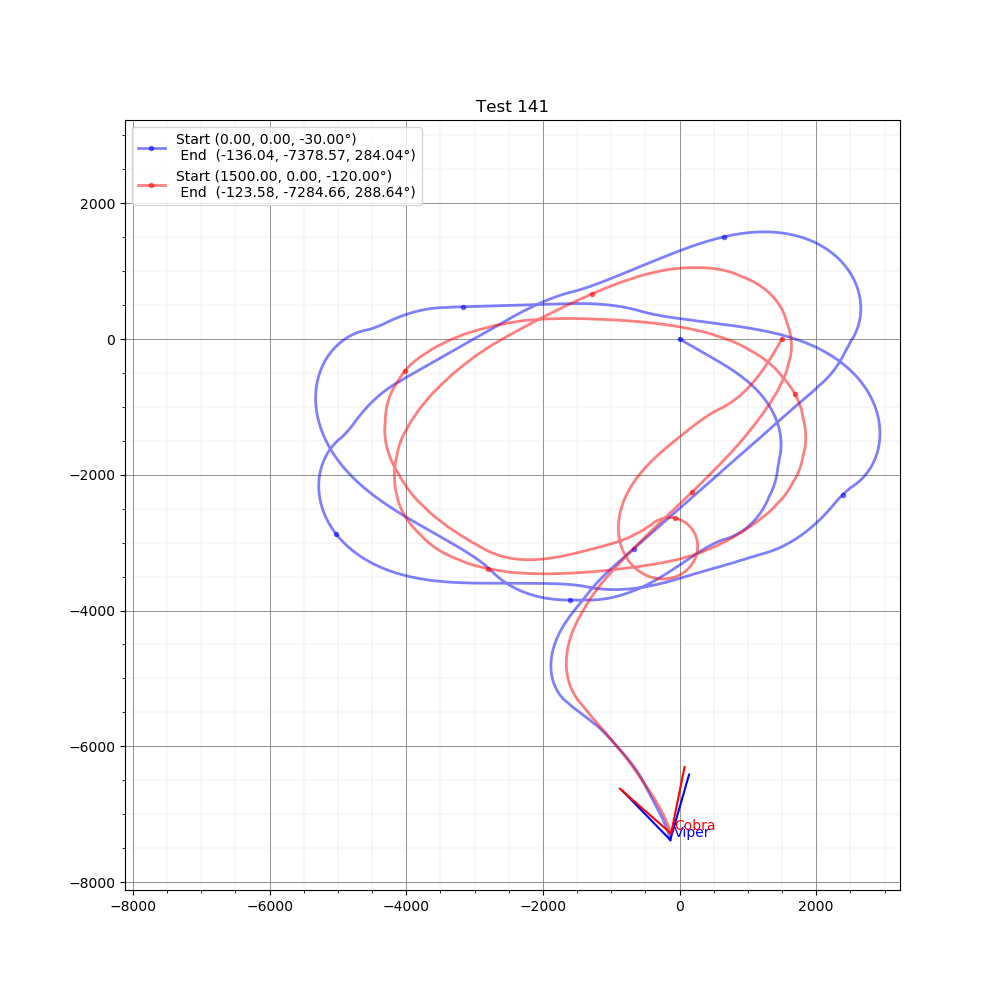 Test 141
Start (0.00, 0.00, -30.00°)
End (-136.04, -7378.57, 284.04°)
Start (1500.00, 0.00, -120.00°)
End (-123.58, -7284.66, 288.64°)
2000
0
−2000
−4000
−6000
−8000
Cobra
Viper
−8000 −6000 −4000 −2000 0 2000